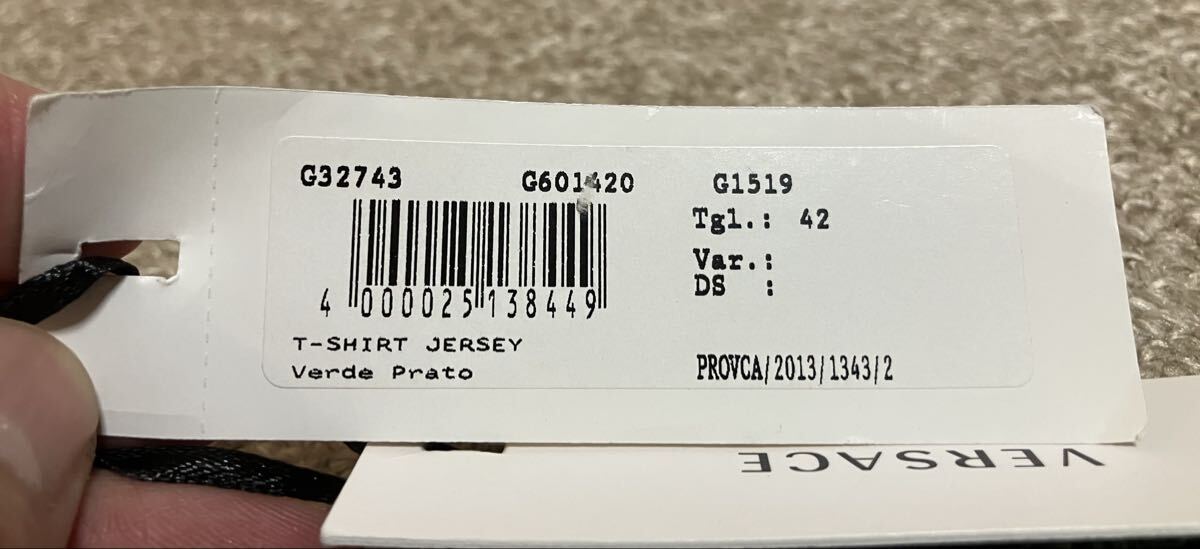 G32743 G601420 G1519
Tgl.: 42
Var.:
DS :
4 000025 138449
T-SHIRT JERSEY
Verde Prato
PROVCA/2013/1343/2
VERSACE